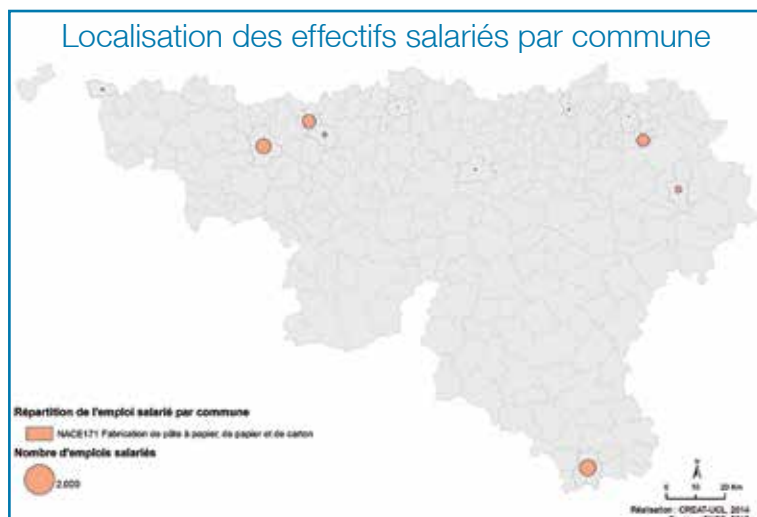 Localisation des effectifs salariés par commune
Répartition de l'emploi salarié par commune
NACE171 Fabrication de pâte à papier, de papier et de carton
Nombre d'emplois salariés
2.000
N
0 10 20 Km
Réalisation : CREAT-UCL, 2014